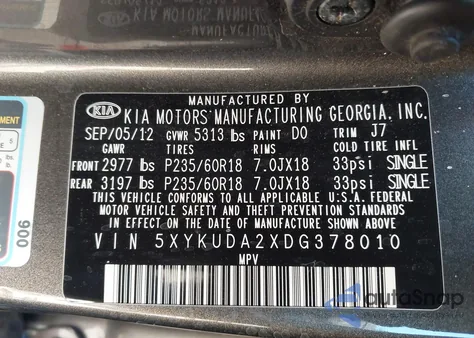 MANUFACTURED BY
KIA KIA MOTORS MANUFACTURING GEORGIA, INC.
SEP/05/12 GVWR 5313 lbs PAINT D0 TRIM J7
GAWR TIRES RIMS COLD TIRE INFL
FRONT 2977 lbs P235/60R18 7.0JX18 33psi SINGLE
REAR 3197 lbs P235/60R18 7.0JX18 33psi SINGLE
THIS VEHICLE CONFORMS TO ALL APPLICABLE U.S. FEDERAL
MOTOR VEHICLE SAFETY AND THEFT PREVENTION STANDARDS
IN EFFECT ON THE DATE OF MANUFACTURE SHOWN ABOVE.
VIN 5XYKUDA2XDG378010
MPV
006
autoSnap